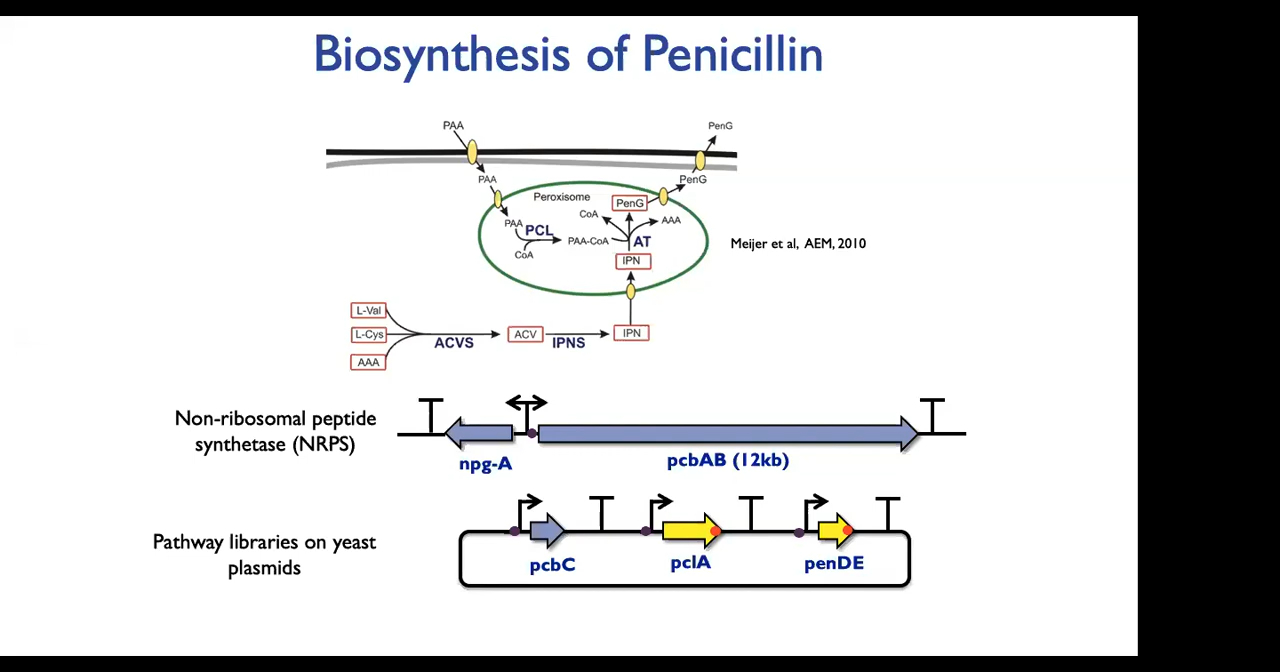 Biosynthesis of Penicillin
PAA
PenG
PAA
PenG
Peroxisome
PenG
CoA
AAA
PAA
PCL
PAA-CoA
AT
CoA
IPN
Meijer et al, AEM, 2010
L-Val
L-Cys
AAA
ACVS
ACV
IPNS
IPN
Non-ribosomal peptide
synthetase (NRPS)
npg-A
pcbAB (12kb)
Pathway libraries on yeast
plasmids
pcbC
pclA
penDE